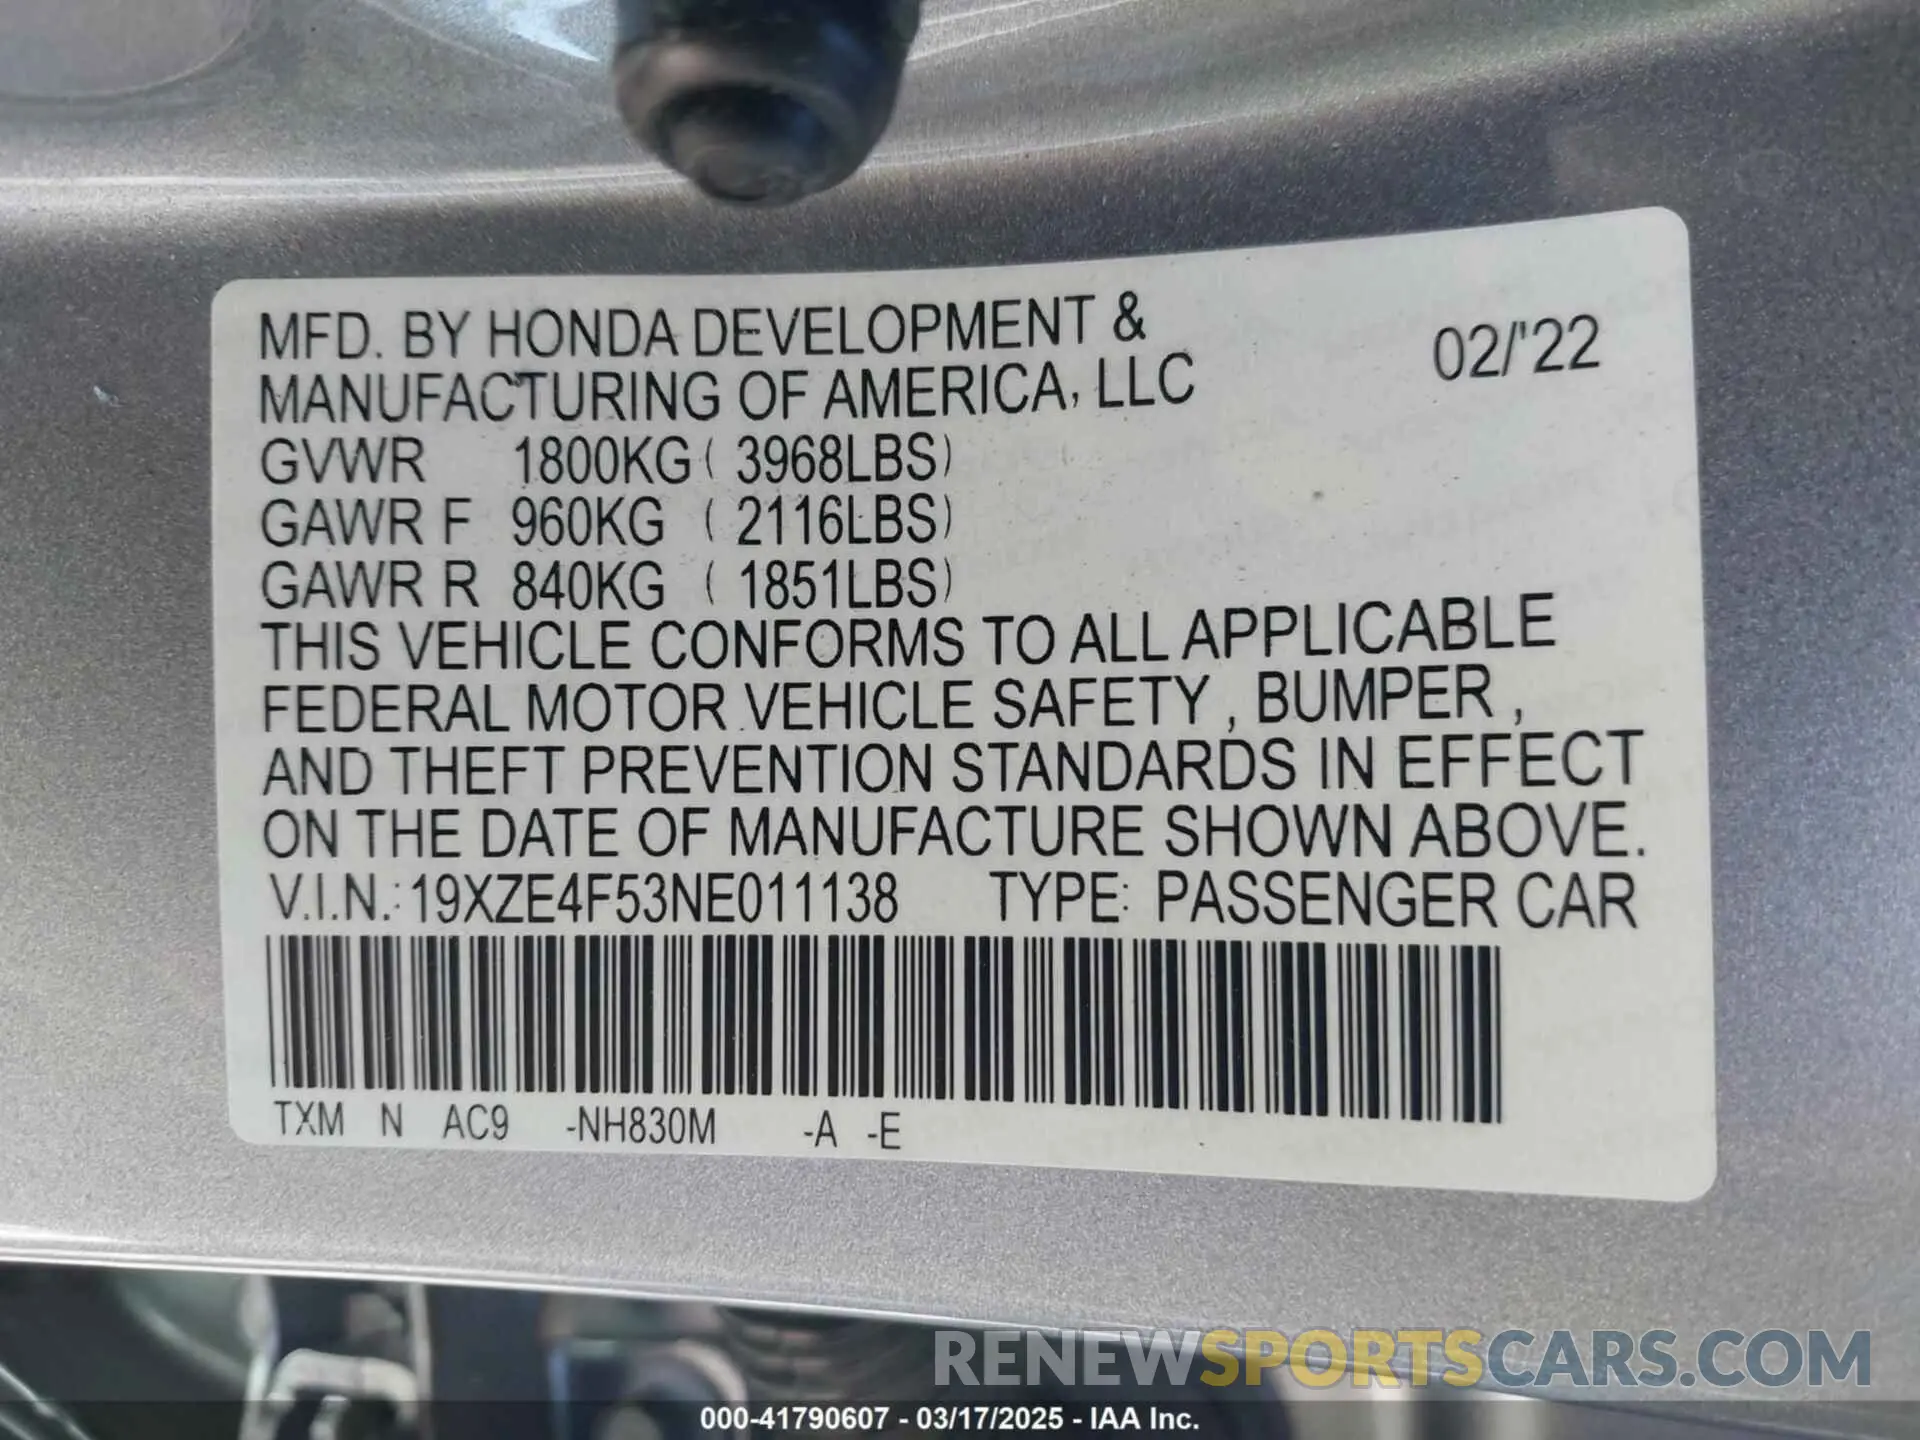 MFD. BY HONDA DEVELOPMENT & 02/'22
MANUFACTURING OF AMERICA, LLC
GVWR 1800KG ( 3968LBS)
GAWR F 960KG ( 2116LBS)
GAWR R 840KG ( 1851LBS)
THIS VEHICLE CONFORMS TO ALL APPLICABLE
FEDERAL MOTOR VEHICLE SAFETY , BUMPER ,
AND THEFT PREVENTION STANDARDS IN EFFECT
ON THE DATE OF MANUFACTURE SHOWN ABOVE.
V.I.N.: 19XZE4F53NE011138 TYPE: PASSENGER CAR
TXM N AC9 -NH830M -A -E
RENEWSPORTSCARS.COM
000-41790607 - 03/17/2025 - IAA Inc.